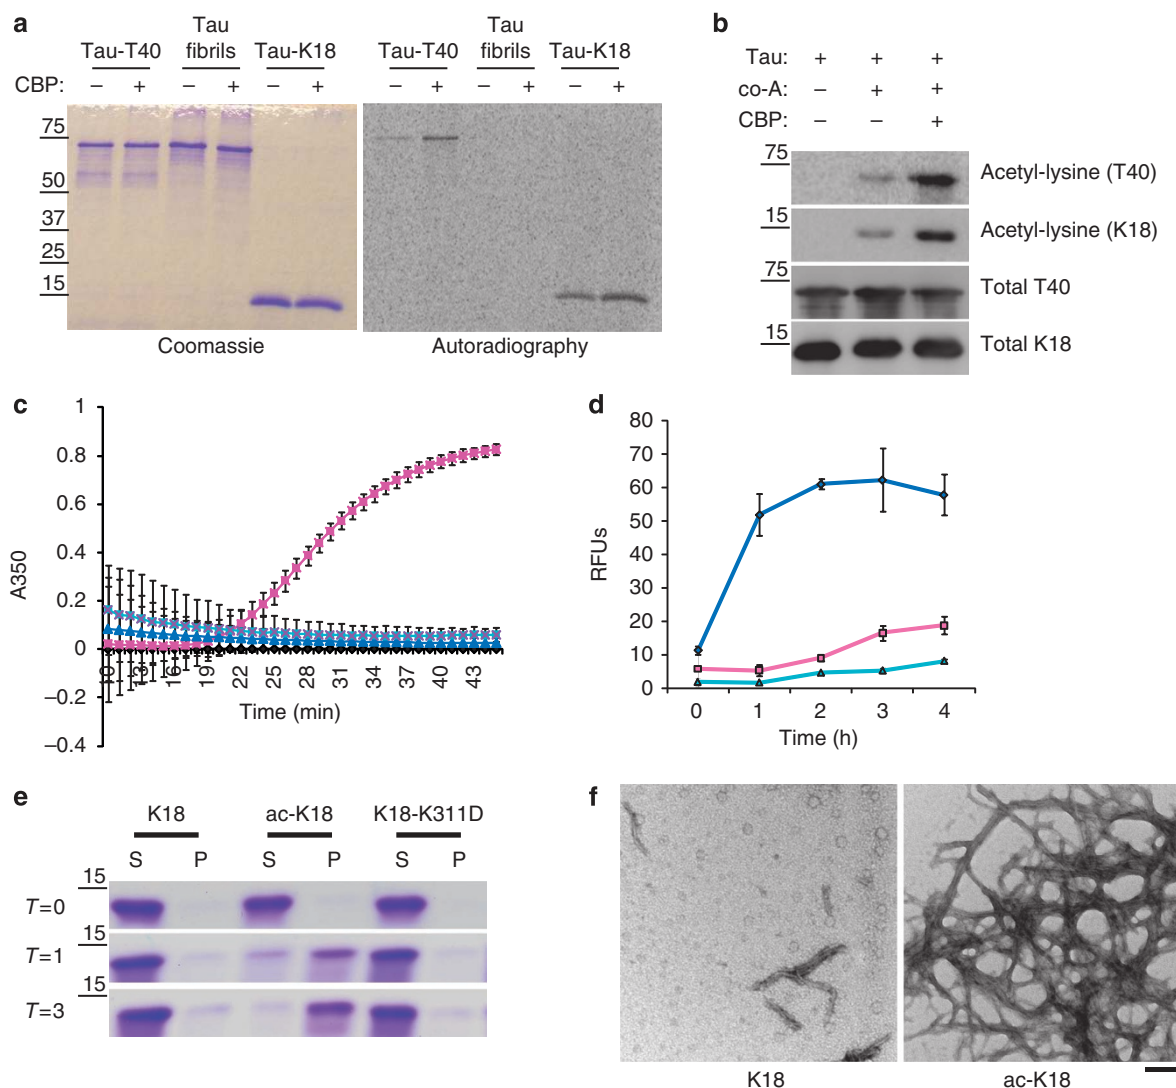 a
Tau
Tau
Tau-T40 fibrils Tau-K18 Tau-T40 fibrils Tau-K18
CBP: – + – + – + – + – + – +
75
50
37
25
15
Coomassie Autoradiography
b
Tau: + + +
co-A: – + +
CBP: – – +
75 Acetyl-lysine (T40)
15 Acetyl-lysine (K18)
75 Total T40
15 Total K18
c
1
0.8
0.6
0.4
0.2
0
–0.2
–0.4
A350
10 13 16 19 22 25 28 31 34 37 40 43
Time (min)
d
80
70
60
50
40
30
20
10
0
RFUs
0 1 2 3 4
Time (h)
e
K18 ac-K18 K18-K311D
S P S P S P
15
T=0
15
T=1
15
T=3
f
K18 ac-K18